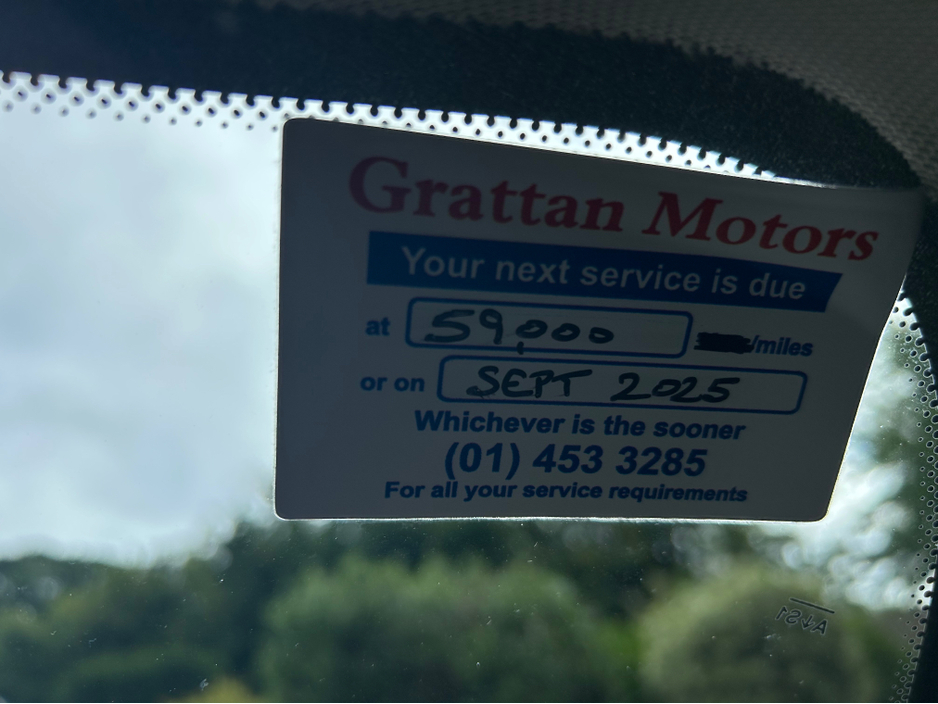 Grattan Motors
Your next service is due
at 59,000 /miles
or on SEPT 2025
Whichever is the sooner
(01) 453 3285
For all your service requirements